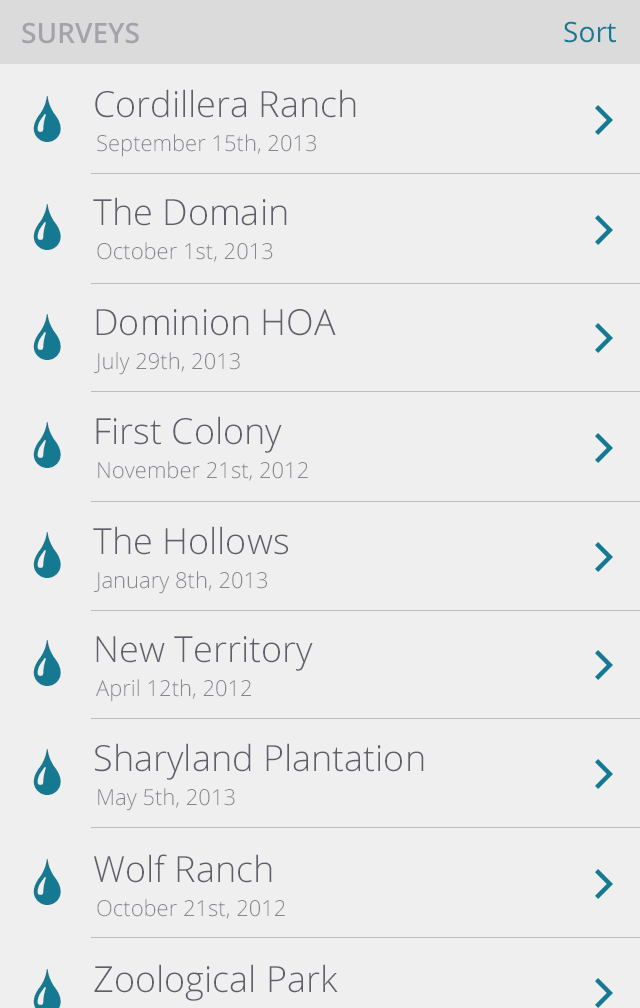 SURVEYS
Sort
Cordillera Ranch
September 15th, 2013
The Domain
October 1st, 2013
Dominion HOA
July 29th, 2013
First Colony
November 21st, 2012
The Hollows
January 8th, 2013
New Territory
April 12th, 2012
Sharyland Plantation
May 5th, 2013
Wolf Ranch
October 21st, 2012
Zoological Park